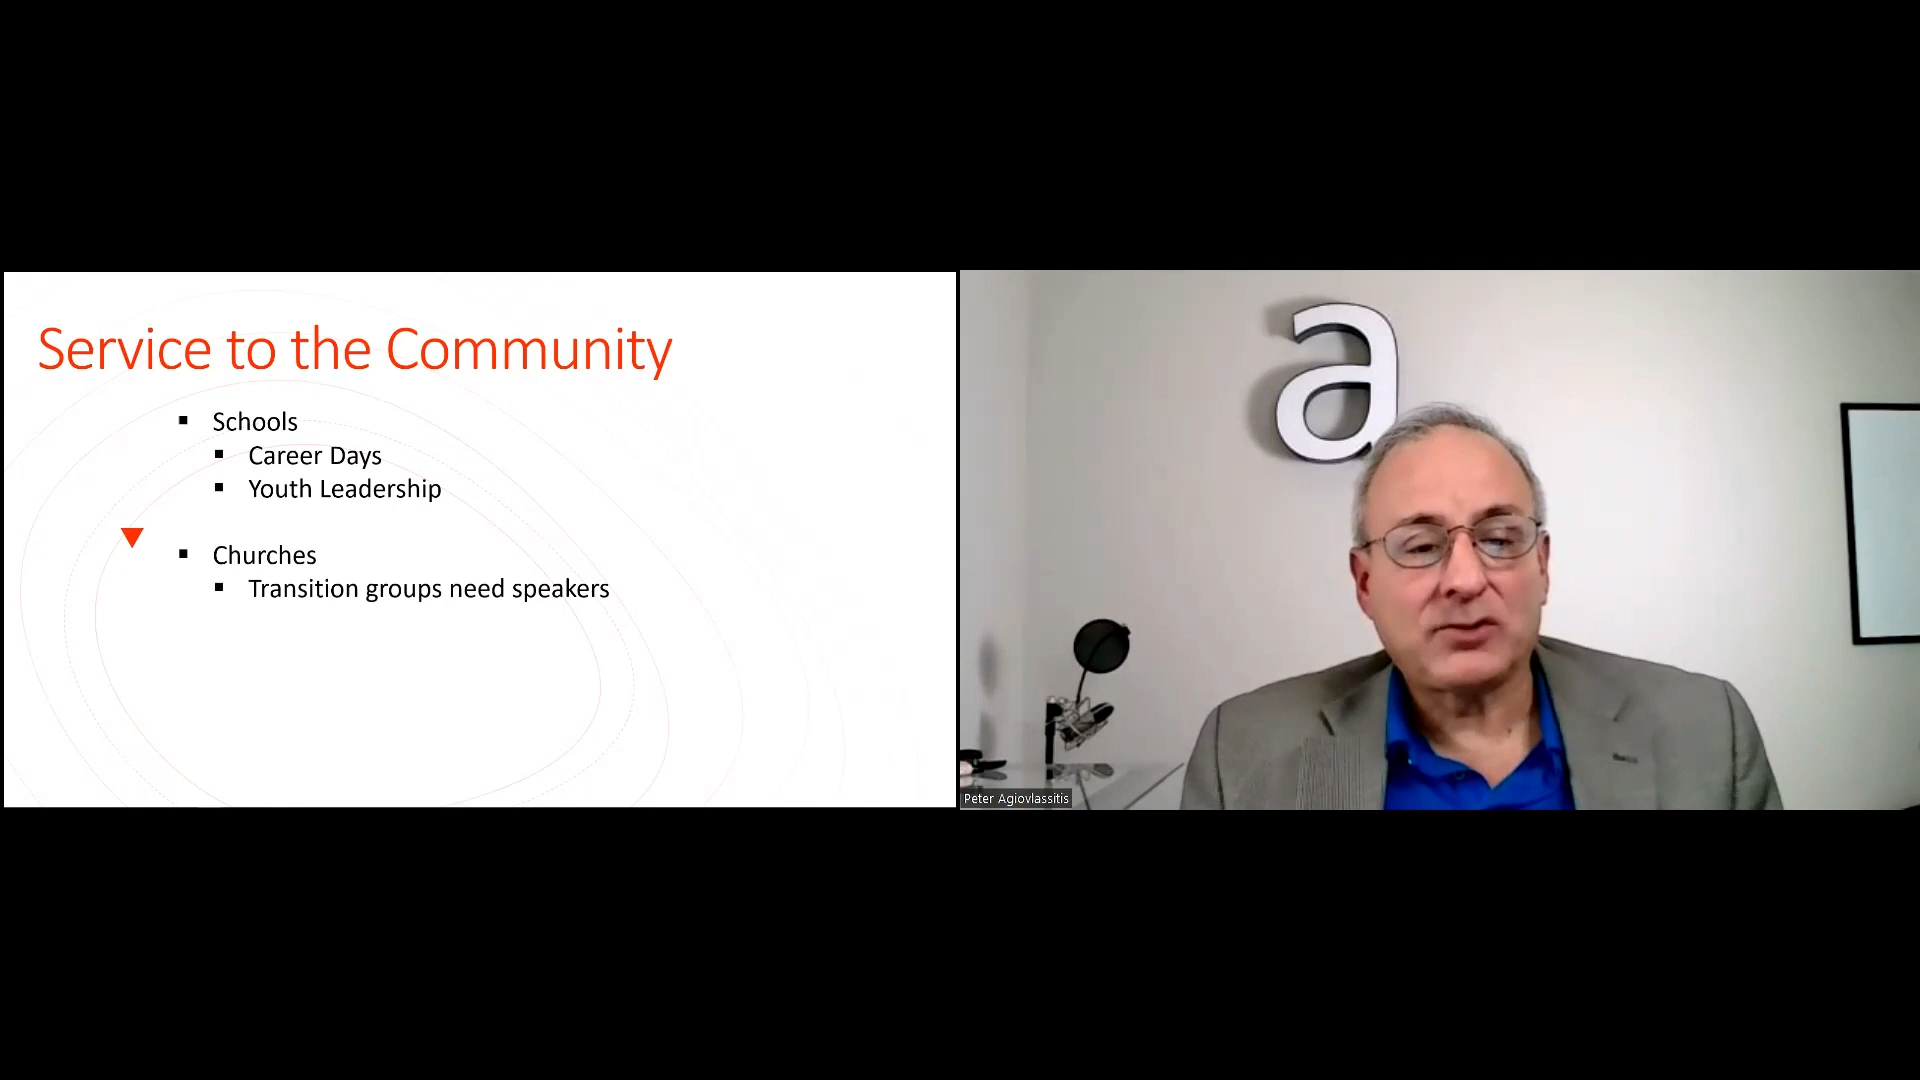 Service to the Community
▪ Schools
▪ Career Days
▪ Youth Leadership
▪ Churches
▪ Transition groups need speakers
a
Peter Agiovlassitis